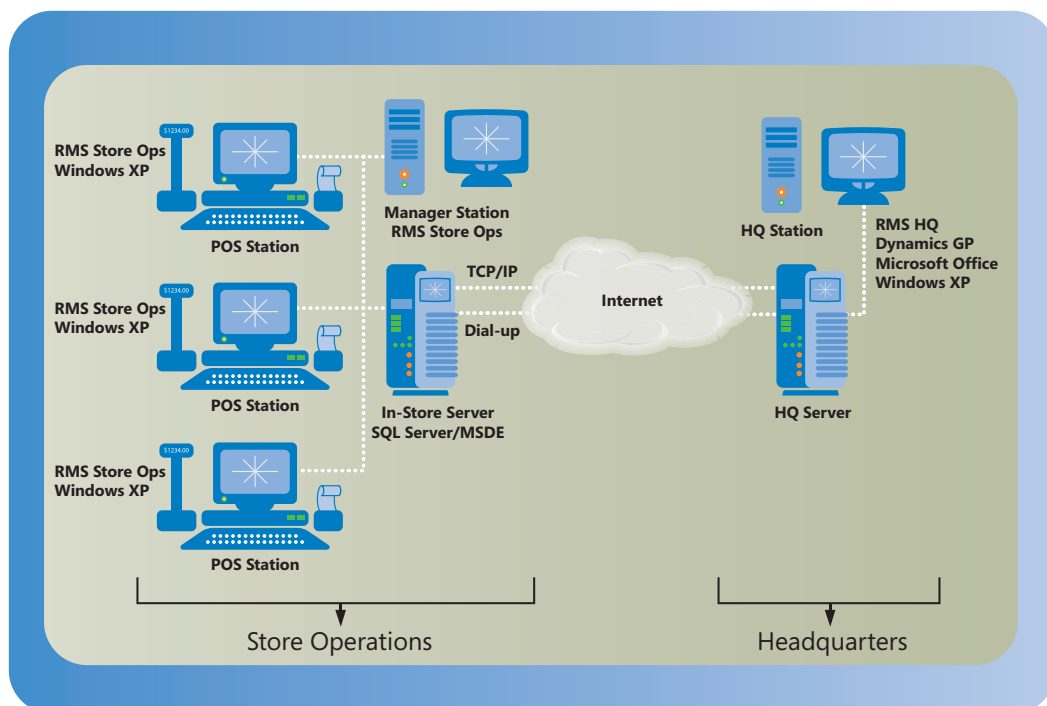 $1234.00
RMS Store Ops
Windows XP
POS Station
Manager Station
RMS Store Ops
HQ Station
RMS HQ
Dynamics GP
Microsoft Office
Windows XP
$1234.00
RMS Store Ops
Windows XP
POS Station
TCP/IP
Dial-up
Internet
In-Store Server
SQL Server/MSDE
HQ Server
$1234.00
RMS Store Ops
Windows XP
POS Station
Store Operations
Headquarters